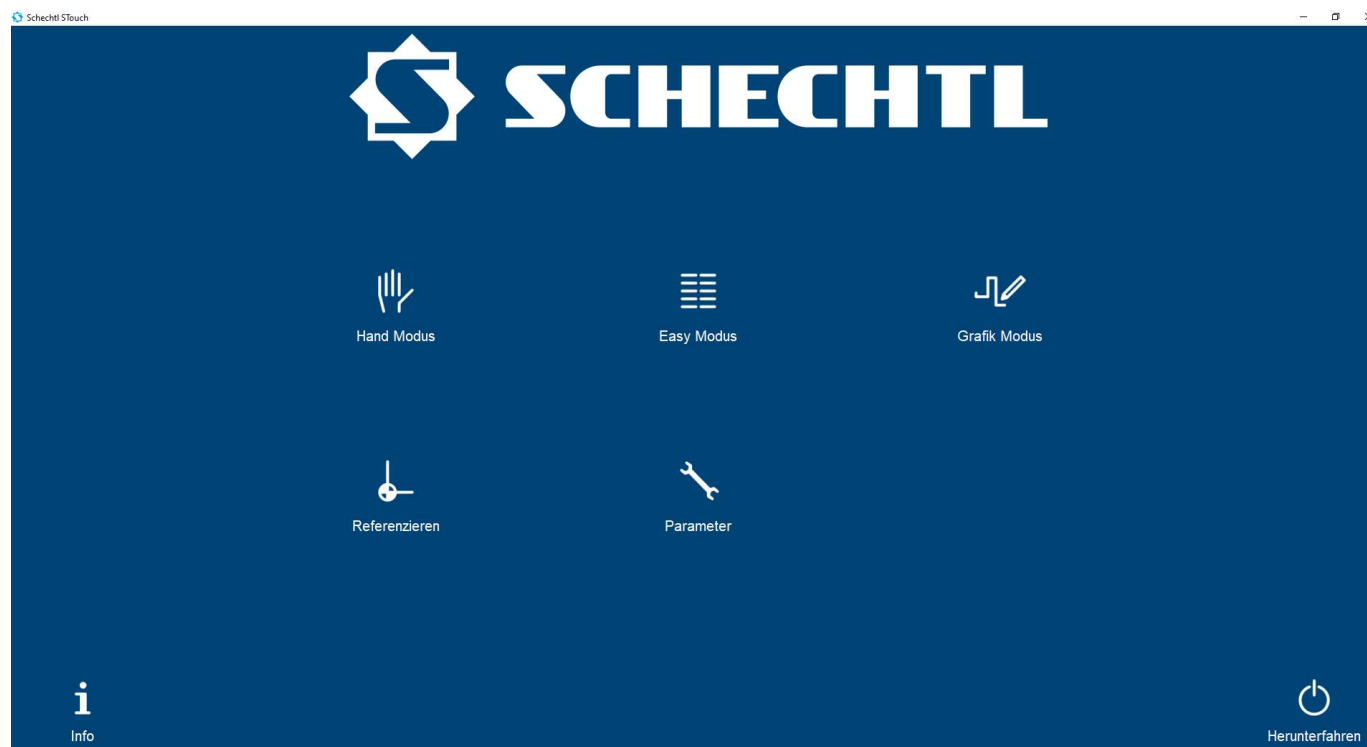 Schechtl STouch
SCHECHTL
Hand Modus
Easy Modus
Grafik Modus
Referenzieren
Parameter
Info
Herunterfahren